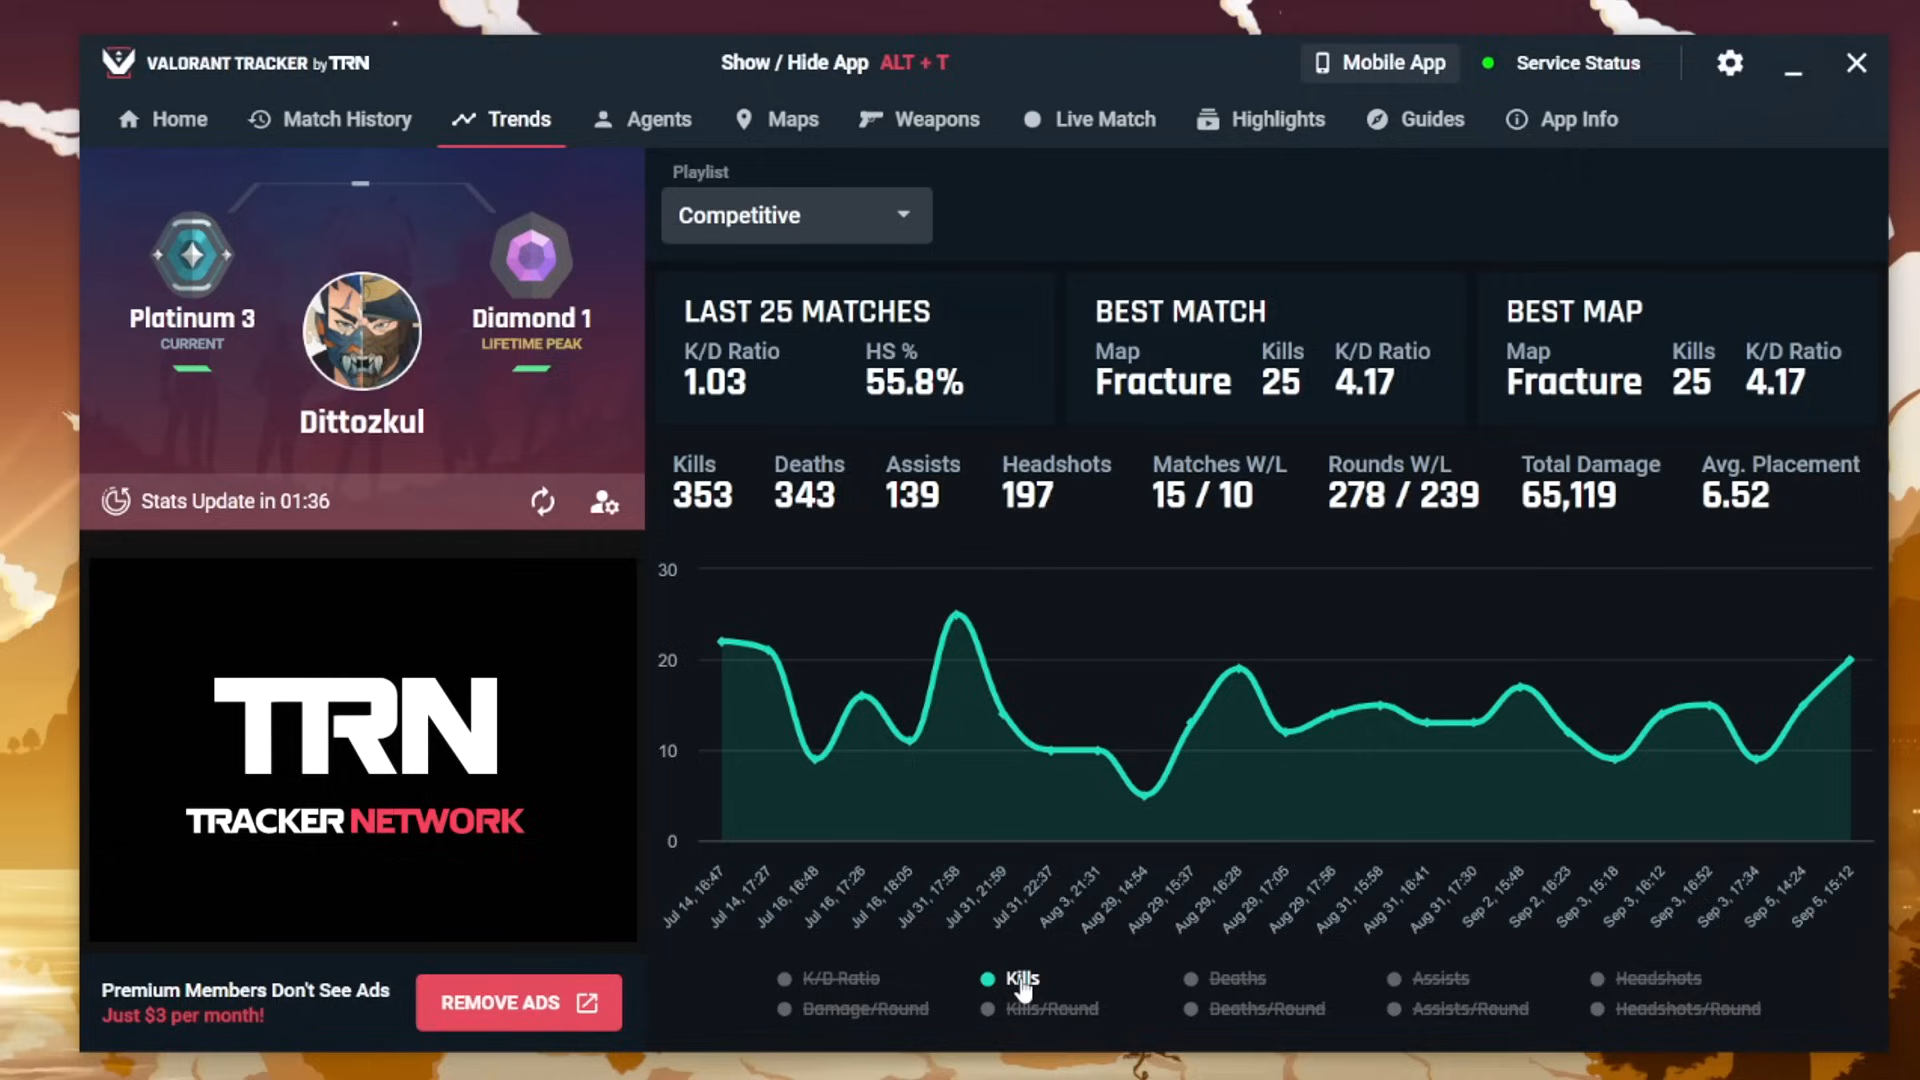 VALORANT TRACKER by TRN
Show / Hide App ALT + T
Mobile App
Service Status
Home
Match History
Trends
Agents
Maps
Weapons
Live Match
Highlights
Guides
App Info
Platinum 3
CURRENT
Diamond 1
LIFETIME PEAK
Dittozkul
Stats Update in 01:36
TRN
TRACKER NETWORK
Premium Members Don't See Ads
Just $3 per month!
REMOVE ADS
Playlist
Competitive
LAST 25 MATCHES
K/D Ratio HS %
1.03 55.8%
BEST MATCH
Map Kills K/D Ratio
Fracture 25 4.17
BEST MAP
Map Kills K/D Ratio
Fracture 25 4.17
Kills Deaths Assists Headshots Matches W/L Rounds W/L Total Damage Avg. Placement
353 343 139 197 15 / 10 278 / 239 65,119 6.52
30
20
10
0
Jul 14, 16:47
Jul 14, 17:27
Jul 16, 16:48
Jul 16, 17:26
Jul 16, 18:05
Jul 31, 17:58
Jul 31, 21:59
Jul 31, 22:37
Aug 3, 21:31
Aug 29, 14:54
Aug 29, 15:37
Aug 29, 16:28
Aug 29, 17:05
Aug 29, 17:56
Aug 31, 15:58
Aug 31, 16:41
Aug 31, 17:30
Sep 2, 15:48
Sep 2, 16:23
Sep 3, 15:18
Sep 3, 16:12
Sep 3, 16:52
Sep 3, 17:34
Sep 5, 14:24
Sep 5, 15:12
K/D Ratio Kills Deaths Assists Headshots
Damage/Round Kills/Round Deaths/Round Assists/Round Headshots/Round